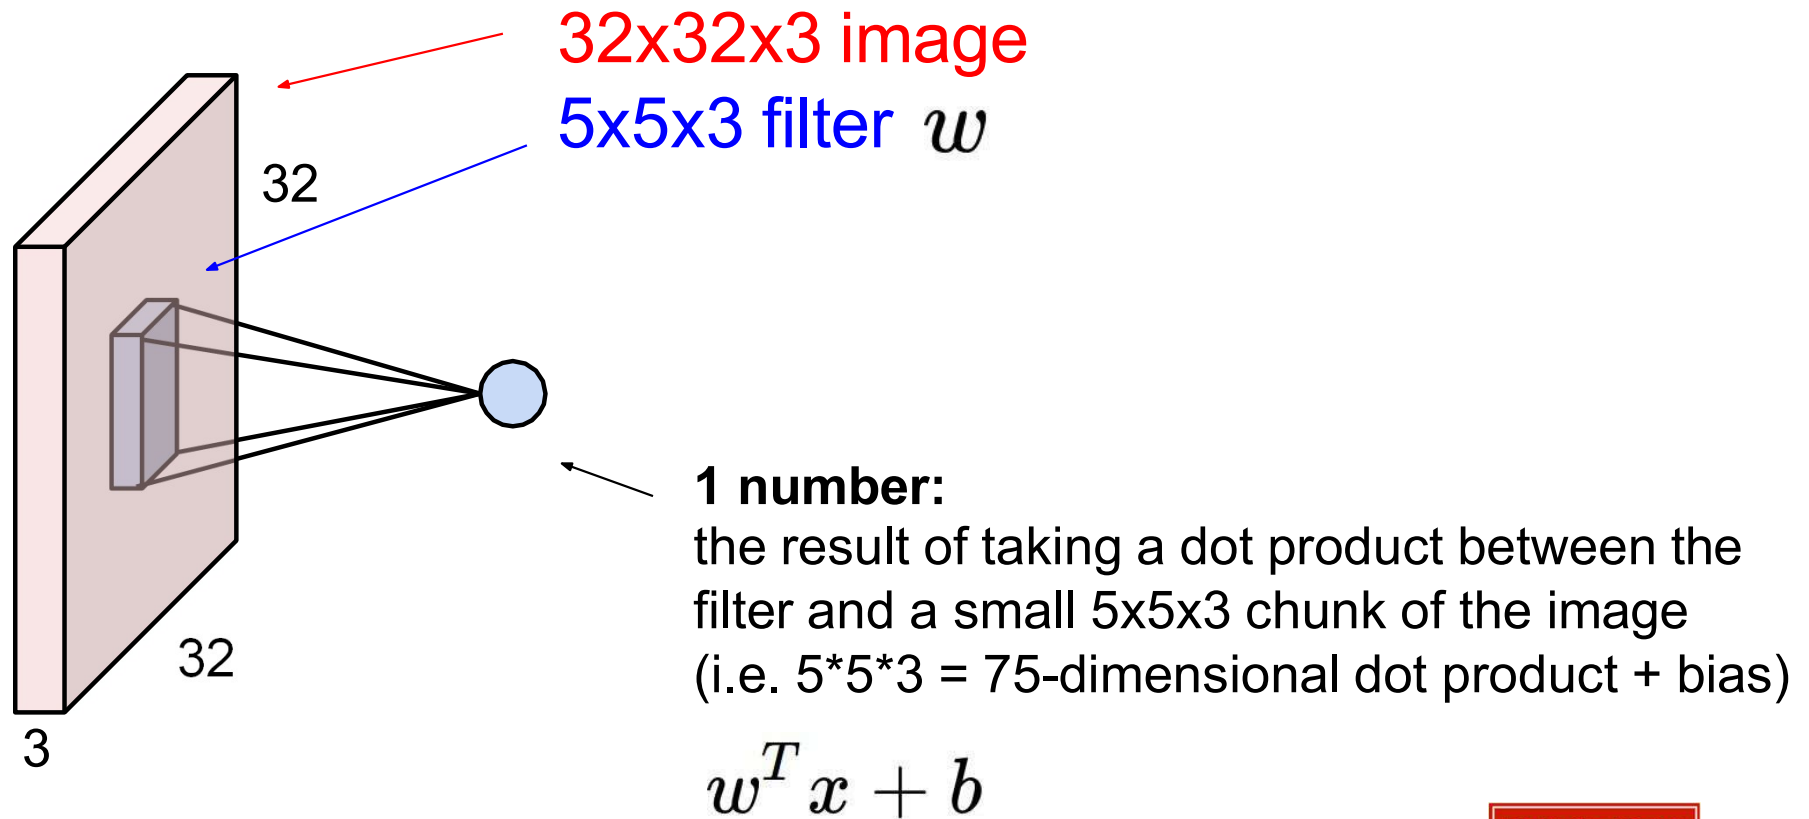 32x32x3 image
5x5x3 filter w
32
32
3
1 number:
the result of taking a dot product between the
filter and a small 5x5x3 chunk of the image
(i.e. 5*5*3 = 75-dimensional dot product + bias)
w^T x + b